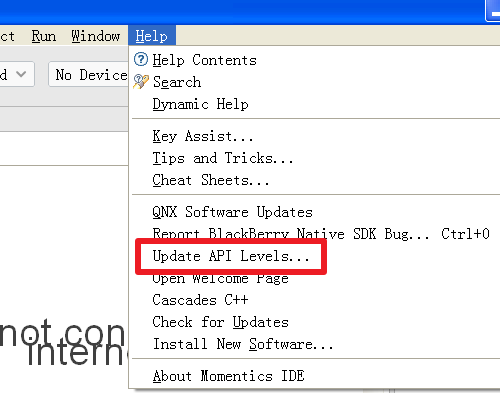 ct Run Window Help
d No Device
Help Contents
Search
Dynamic Help
Key Assist...
Tips and Tricks...
Cheat Sheets...
QNX Software Updates
Report BlackBerry Native SDK Bug... Ctrl+0
Update API Levels...
Open Welcome Page
Cascades C++
not con
Check for Updates
intern
Install New Software...
About Momentics IDE